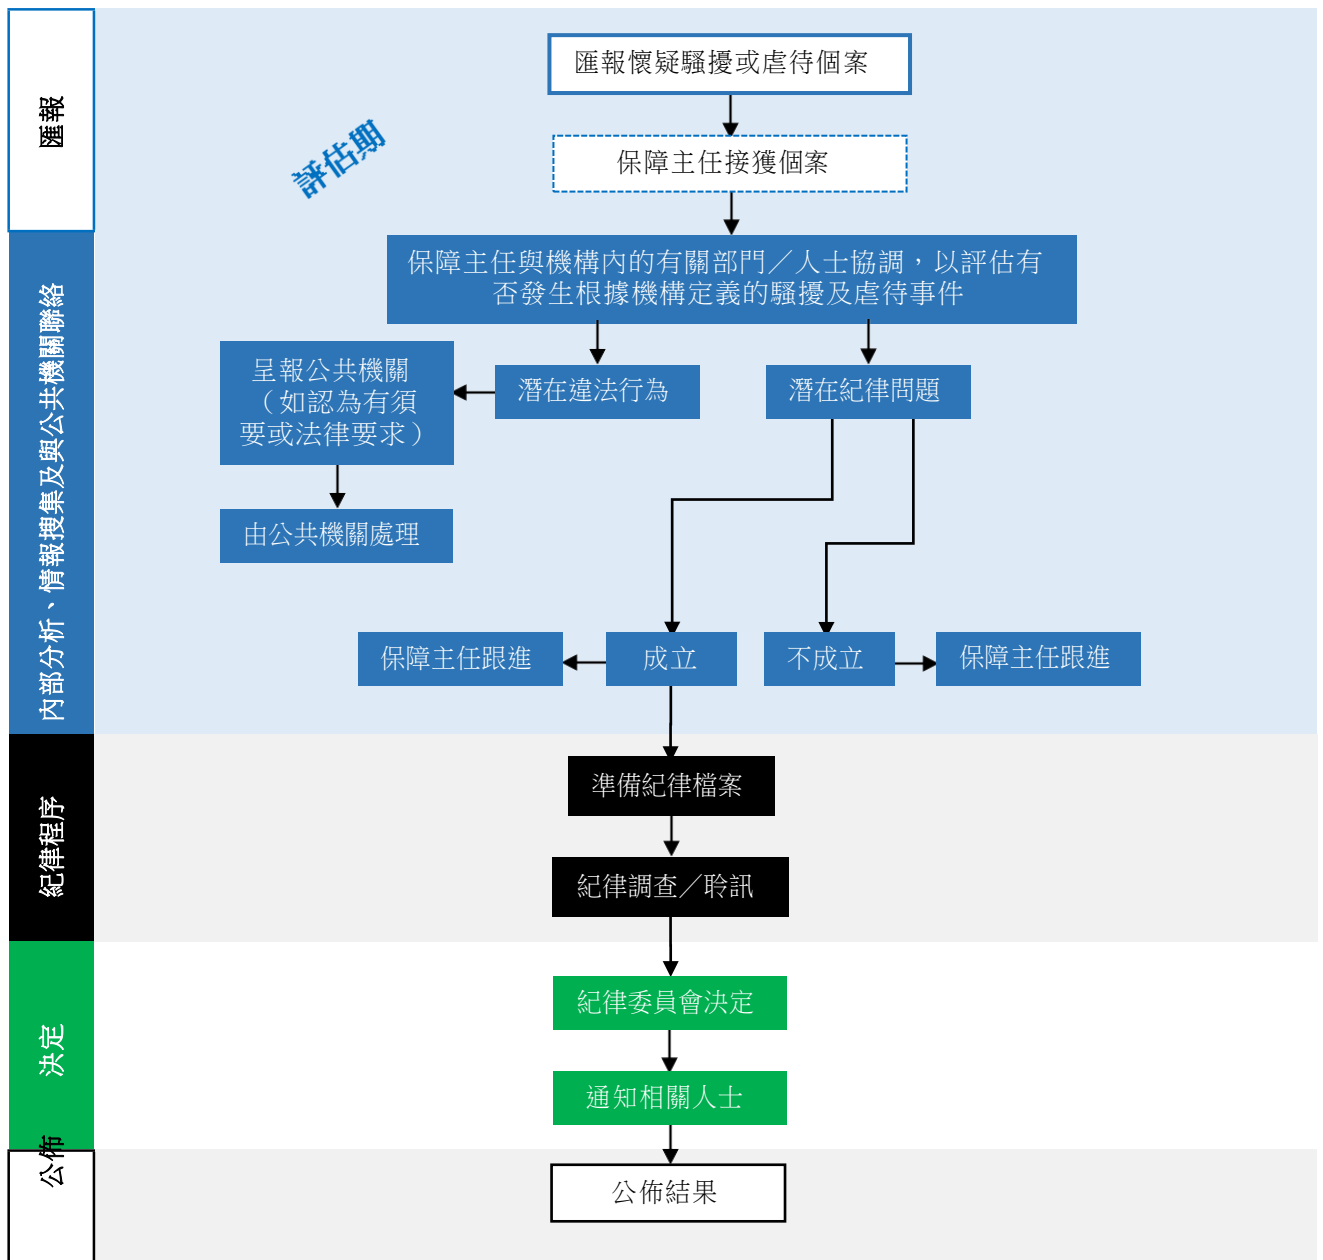 匯報
匯報懷疑騷擾或虐待個案
評估期
保障主任接獲個案
內部分析、情報搜集及與公共機關聯絡
保障主任與機構內的有關部門／人士協調，以評估有
否發生根據機構定義的騷擾及虐待事件
呈報公共機關
（如認為有須
要或法律要求）
潛在違法行為
潛在紀律問題
由公共機關處理
保障主任跟進
成立
不成立
保障主任跟進
紀律程序
準備紀律檔案
紀律調查／聆訊
決定
紀律委員會決定
通知相關人士
公佈
公佈結果